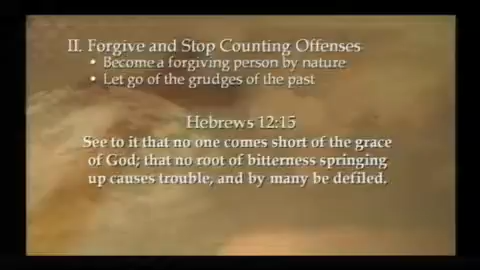 II. Forgive and Stop Counting Offenses
• Become a forgiving person by nature
• Let go of the grudges of the past
Hebrews 12:15
See to it that no one comes short of the grace
of God; that no root of bitterness springing
up causes trouble, and by many be defiled.